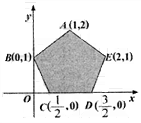 y
A(1,2)
B(0,1)
E(2,1)
O
x
C(1/2,0)
D(3/2,0)